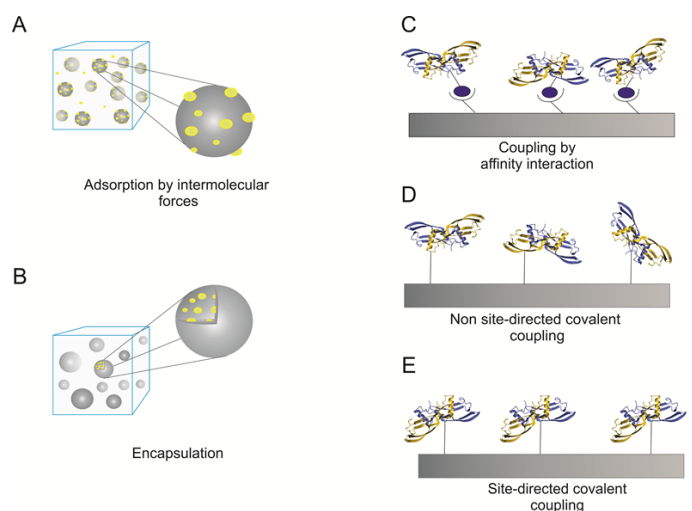 A
Adsorption by intermolecular
forces
B
Encapsulation
C
Coupling by
affinity interaction
D
Non site-directed covalent
coupling
E
Site-directed covalent
coupling